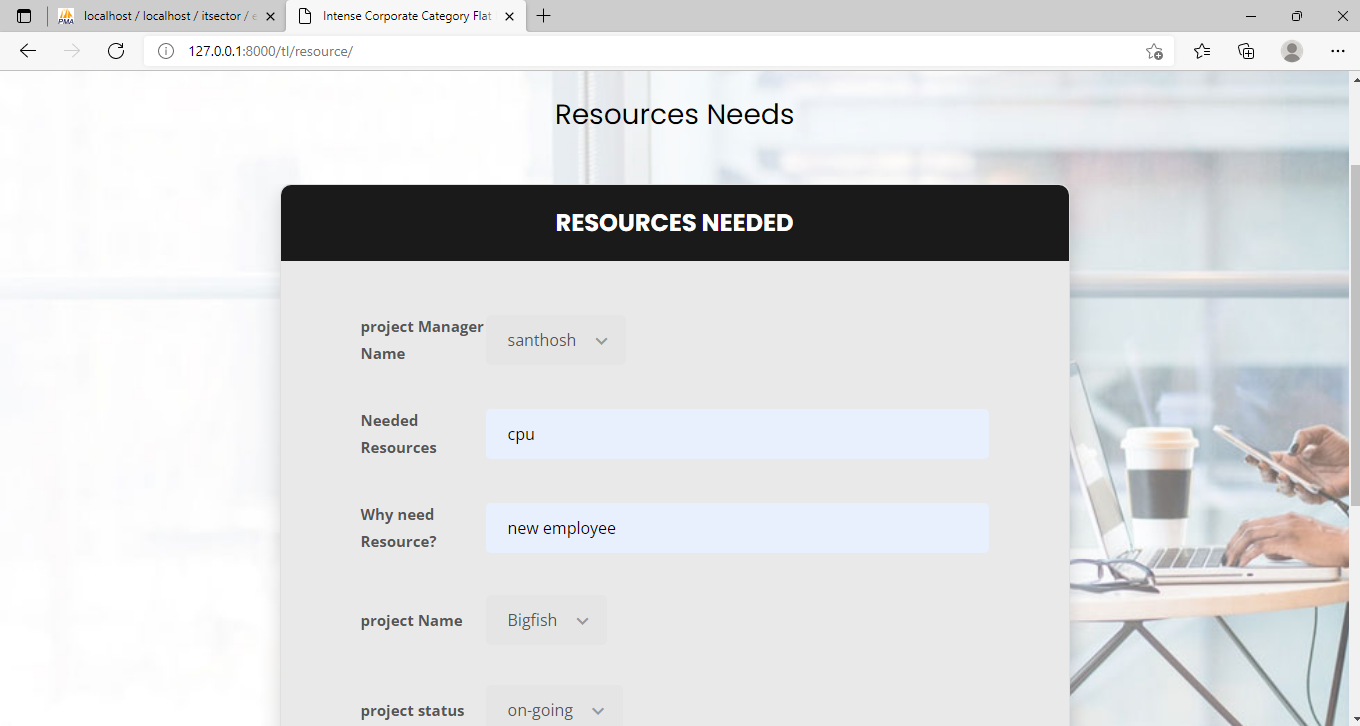 PMA
localhost / localhost / itsector / e
Intense Corporate Category Flat
127.0.0.1:8000/tl/resource/
Resources Needs
RESOURCES NEEDED
project Manager
Name
santhosh
Needed
Resources
cpu
Why need
Resource?
new employee
project Name
Bigfish
project status
on-going